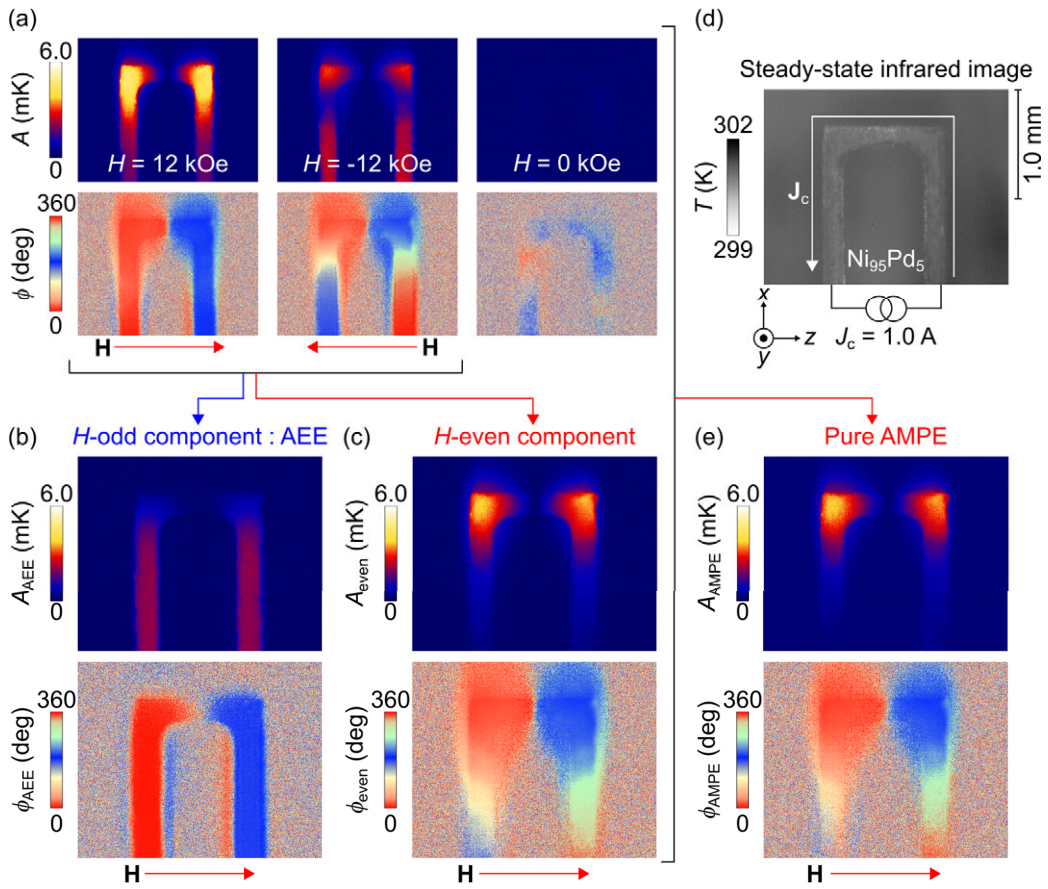 (a)
6.0
A (mK)
0
H = 12 kOe
H = -12 kOe
H = 0 kOe
360
ϕ (deg)
0
H
H
(d)
Steady-state infrared image
302
T (K)
299
J_c
Ni₉₅Pd₅
1.0 mm
x
y
z
J_c = 1.0 A
(b)
H-odd component : AEE
6.0
A_AEE (mK)
0
360
ϕ_AEE (deg)
0
H
(c)
H-even component
6.0
A_even (mK)
0
360
ϕ_even (deg)
0
H
(e)
Pure AMPE
6.0
A_AMPE (mK)
0
360
ϕ_AMPE (deg)
0
H